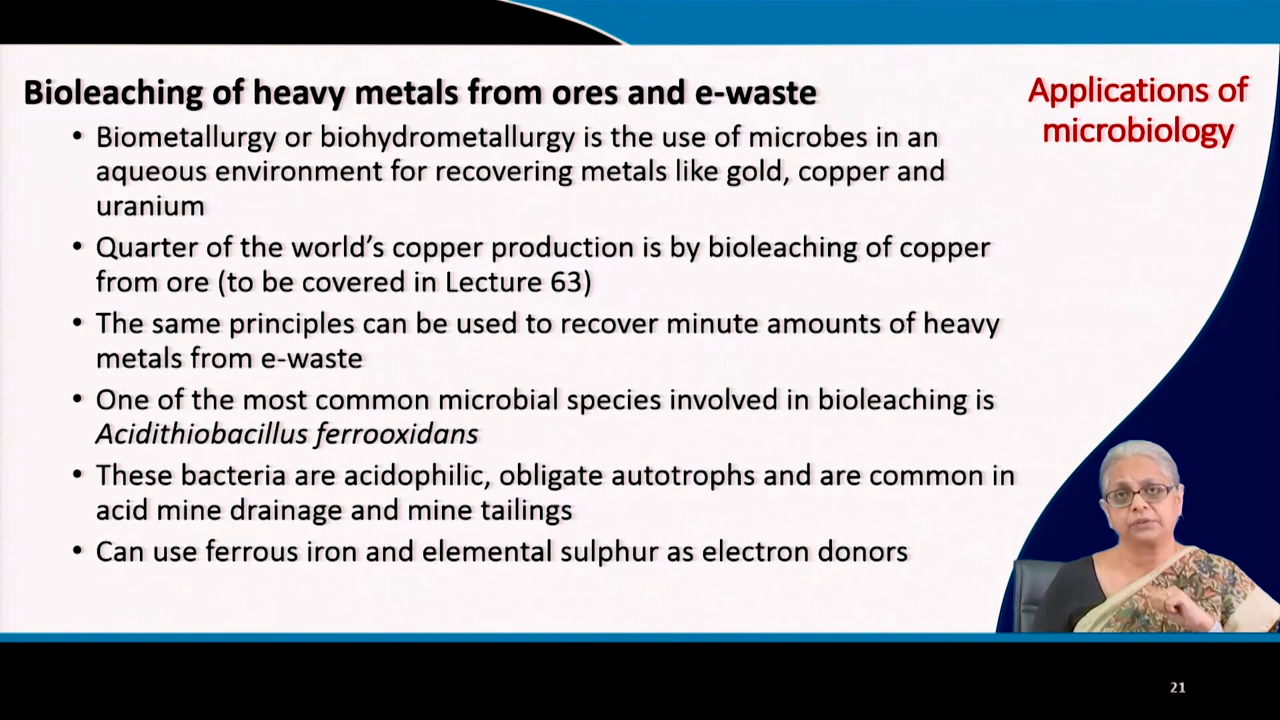 Bioleaching of heavy metals from ores and e-waste
Applications of
microbiology
• Biometallurgy or biohydrometallurgy is the use of microbes in an
aqueous environment for recovering metals like gold, copper and
uranium
• Quarter of the world's copper production is by bioleaching of copper
from ore (to be covered in Lecture 63)
• The same principles can be used to recover minute amounts of heavy
metals from e-waste
• One of the most common microbial species involved in bioleaching is
Acidithiobacillus ferrooxidans
• These bacteria are acidophilic, obligate autotrophs and are common in
acid mine drainage and mine tailings
• Can use ferrous iron and elemental sulphur as electron donors
21